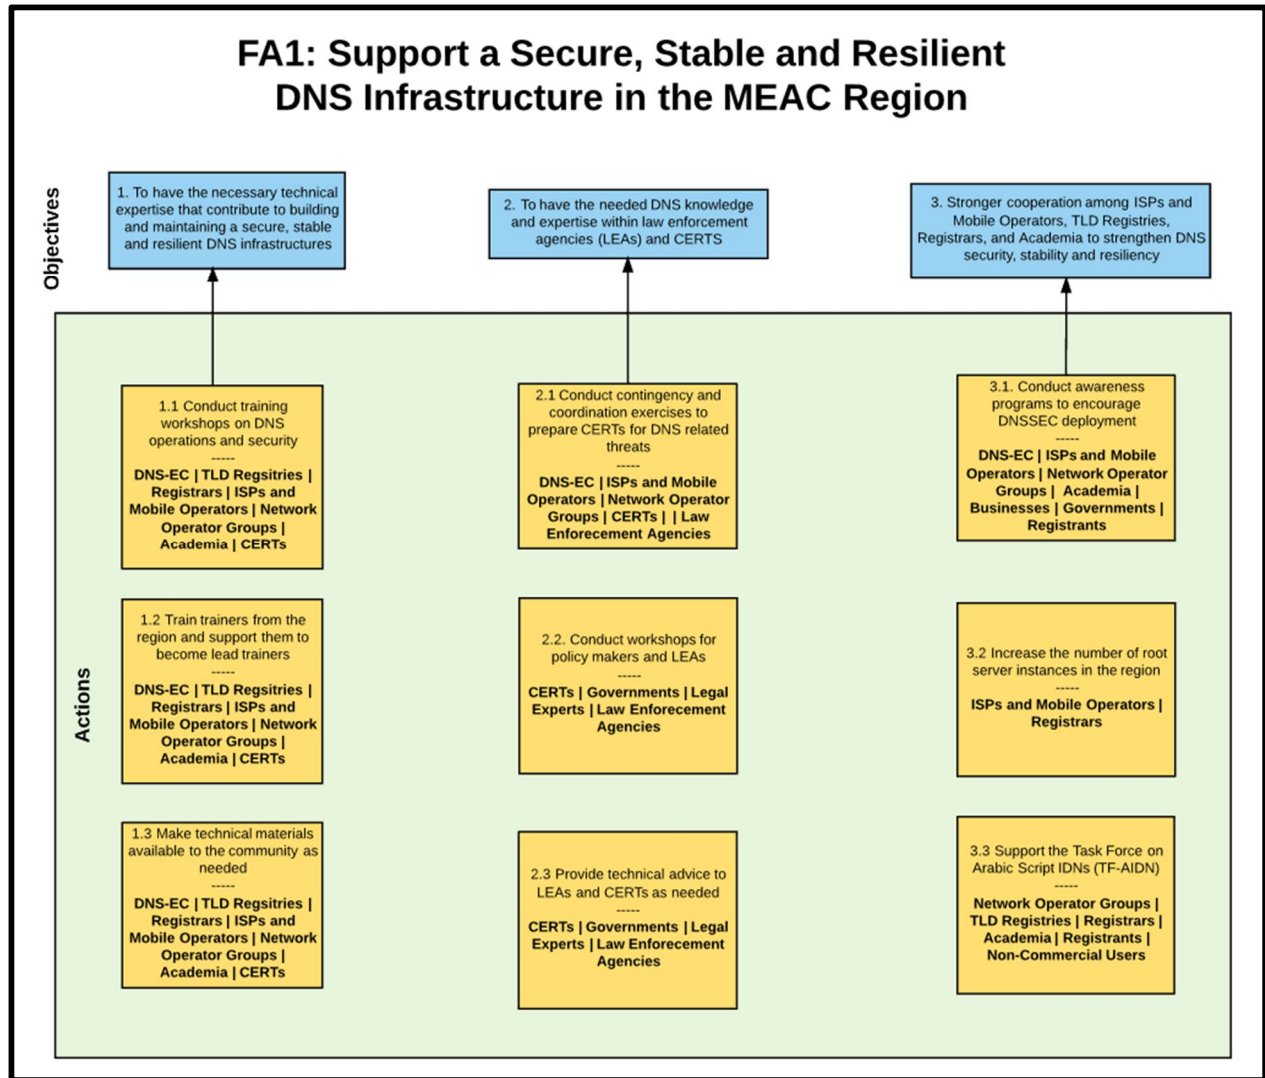 FA1: Support a Secure, Stable and Resilient
DNS Infrastructure in the MEAC Region
Objectives
1. To have the necessary technical
expertise that contribute to building
and maintaining a secure, stable
and resilient DNS infrastructures
2. To have the needed DNS knowledge
and expertise within law enforcement
agencies (LEAs) and CERTS
3. Stronger cooperation among ISPs and
Mobile Operators, TLD Registries,
Registrars, and Academia to strengthen DNS
security, stability and resiliency
Actions
1.1 Conduct training
workshops on DNS
operations and security
-----
DNS-EC | TLD Regsitries |
Registrars | ISPs and
Mobile Operators | Network
Operator Groups |
Academia | CERTs
1.2 Train trainers from the
region and support them to
become lead trainers
-----
DNS-EC | TLD Regsitries |
Registrars | ISPs and
Mobile Operators | Network
Operator Groups |
Academia | CERTs
1.3 Make technical materials
available to the community as
needed
-----
DNS-EC | TLD Regsitries |
Registrars | ISPs and
Mobile Operators | Network
Operator Groups |
Academia | CERTs
2.1 Conduct contingency and
coordination exercises to
prepare CERTs for DNS related
threats
-----
DNS-EC | ISPs and Mobile
Operators | Network Operator
Groups | CERTs | | Law
Enforecement Agencies
2.2. Conduct workshops for
policy makers and LEAs
-----
CERTs | Governments | Legal
Experts | Law Enforecement
Agencies
2.3 Provide technical advice to
LEAs and CERTs as needed
-----
CERTs | Governments | Legal
Experts | Law Enforecement
Agencies
3.1. Conduct awareness
programs to encourage
DNSSEC deployment
-----
DNS-EC | ISPs and Mobile
Operators | Network Operator
Groups | Academia |
Businesses | Governments |
Registrants
3.2 Increase the number of root
server instances in the region
-----
ISPs and Mobile Operators |
Registrars
3.3 Support the Task Force on
Arabic Script IDNs (TF-AIDN)
-----
Network Operator Groups |
TLD Registries | Registrars |
Academia | Registrants |
Non-Commercial Users